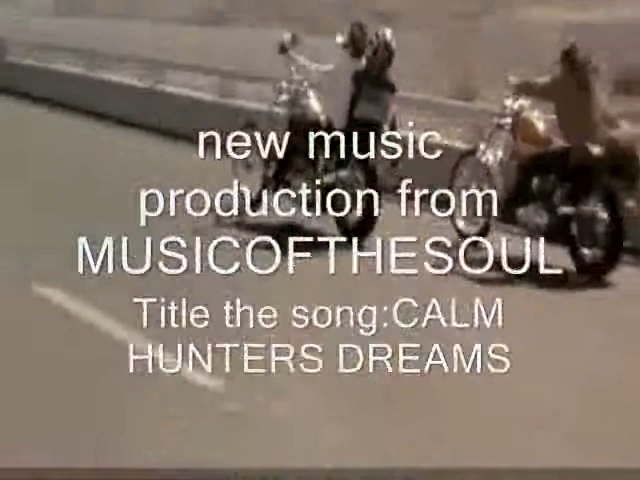 new music
production from
MUSICOFTHESOUL
Title the song:CALM
HUNTERS DREAMS